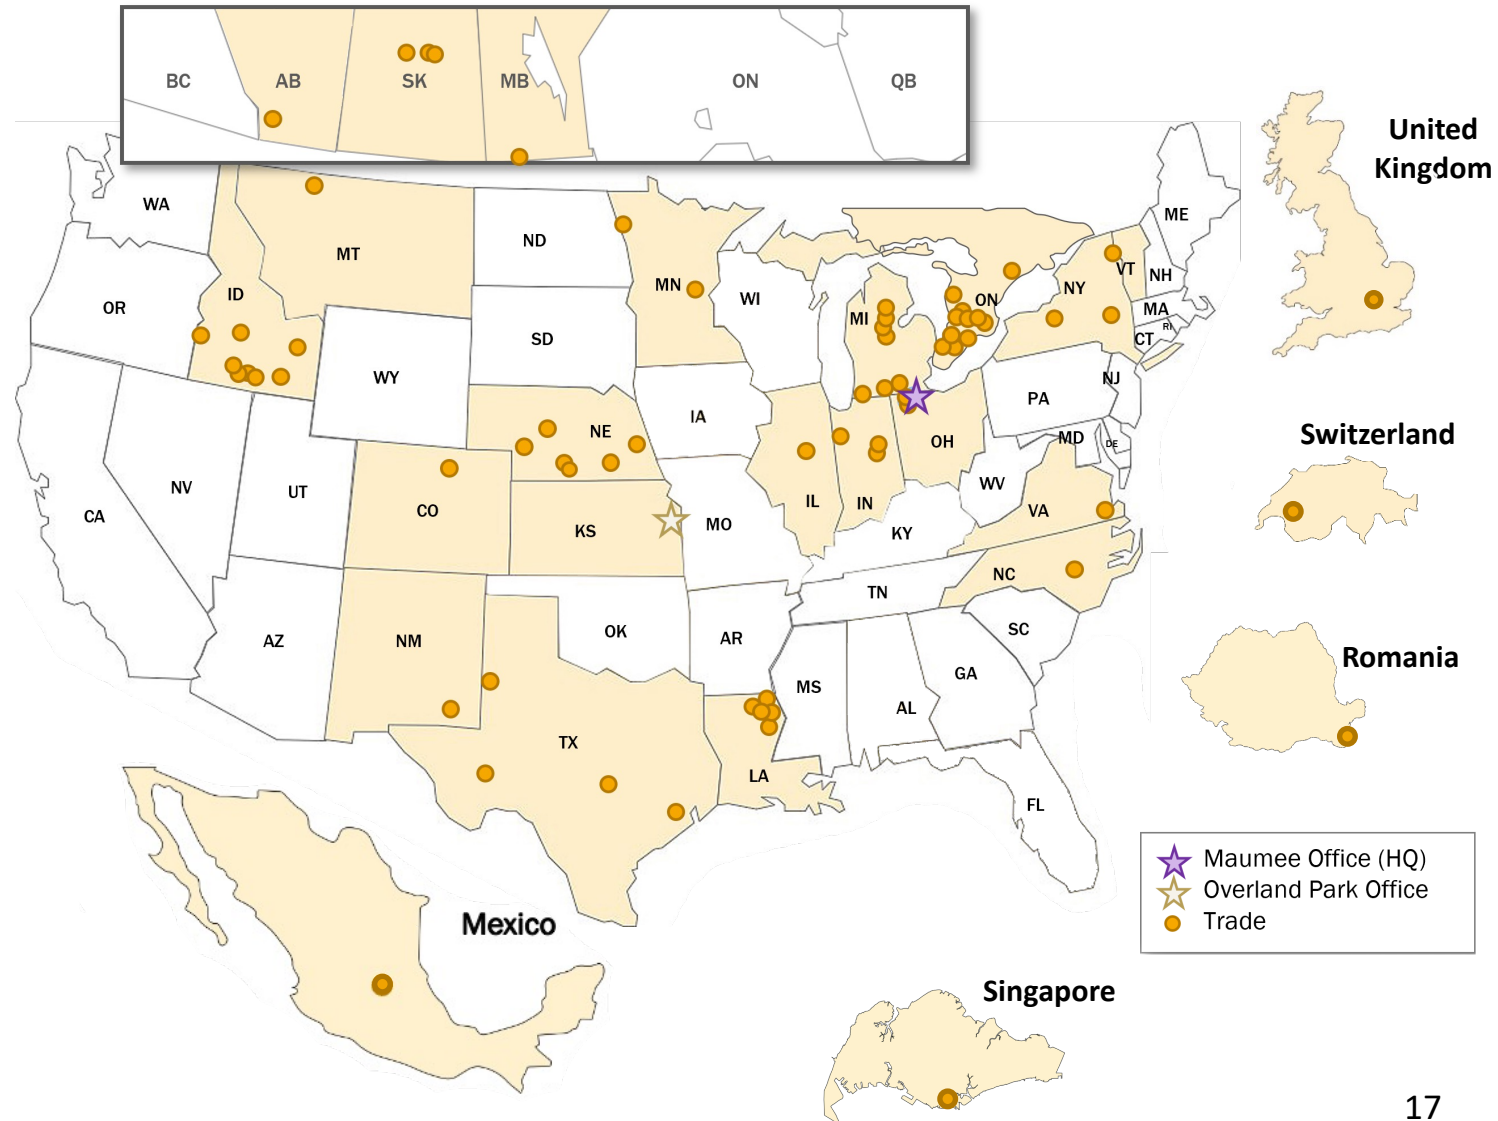 BC
AB
SK
MB
ON
QB
United
Kingdom
WA
ME
ND
MT
VT
NH
MN
NY
ID
WI
ON
OR
MA
MI
RI
SD
CT
WY
NJ
PA
IA
NE
Switzerland
MD
OH
DE
WV
NV
UT
IL
IN
CO
VA
CA
MO
KS
KY
NC
TN
OK
SC
AZ
NM
AR
Romania
GA
MS
AL
TX
LA
FL
Maumee Office (HQ)
Overland Park Office
Trade
Mexico
Singapore
17